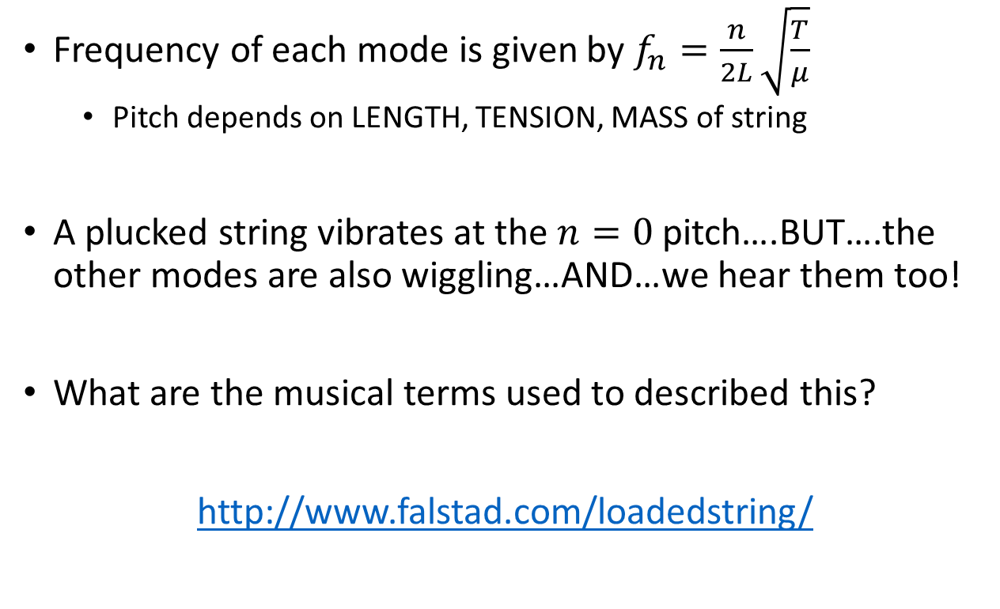 • Frequency of each mode is given by $f_n = \frac{n}{2L}\sqrt{\frac{T}{\mu}}$
• Pitch depends on LENGTH, TENSION, MASS of string
• A plucked string vibrates at the $n = 0$ pitch….BUT….the
other modes are also wiggling…AND…we hear them too!
• What are the musical terms used to described this?
http://www.falstad.com/loadedstring/